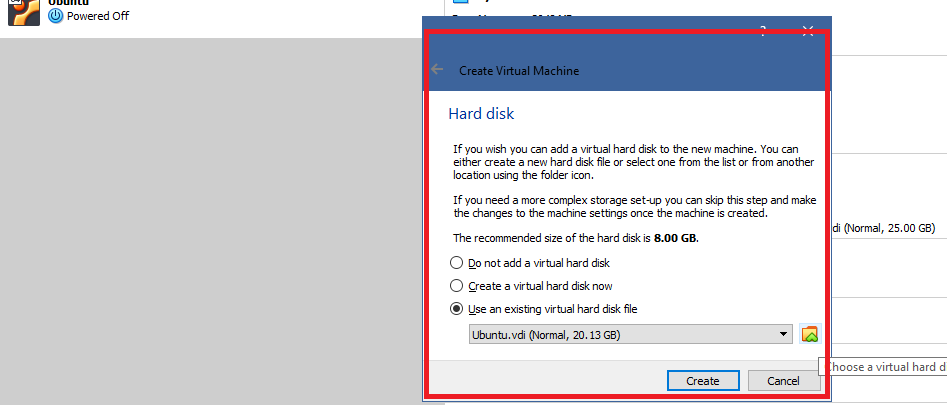 Ubuntu
Powered Off
?
Create Virtual Machine
Hard disk
If you wish you can add a virtual hard disk to the new machine. You can
either create a new hard disk file or select one from the list or from another
location using the folder icon.
If you need a more complex storage set-up you can skip this step and make
the changes to the machine settings once the machine is created.
The recommended size of the hard disk is 8.00 GB.
Do not add a virtual hard disk
Create a virtual hard disk now
Use an existing virtual hard disk file
Ubuntu.vdi (Normal, 20.13 GB)
di (Normal, 25.00 GB)
Choose a virtual hard d
Create
Cancel